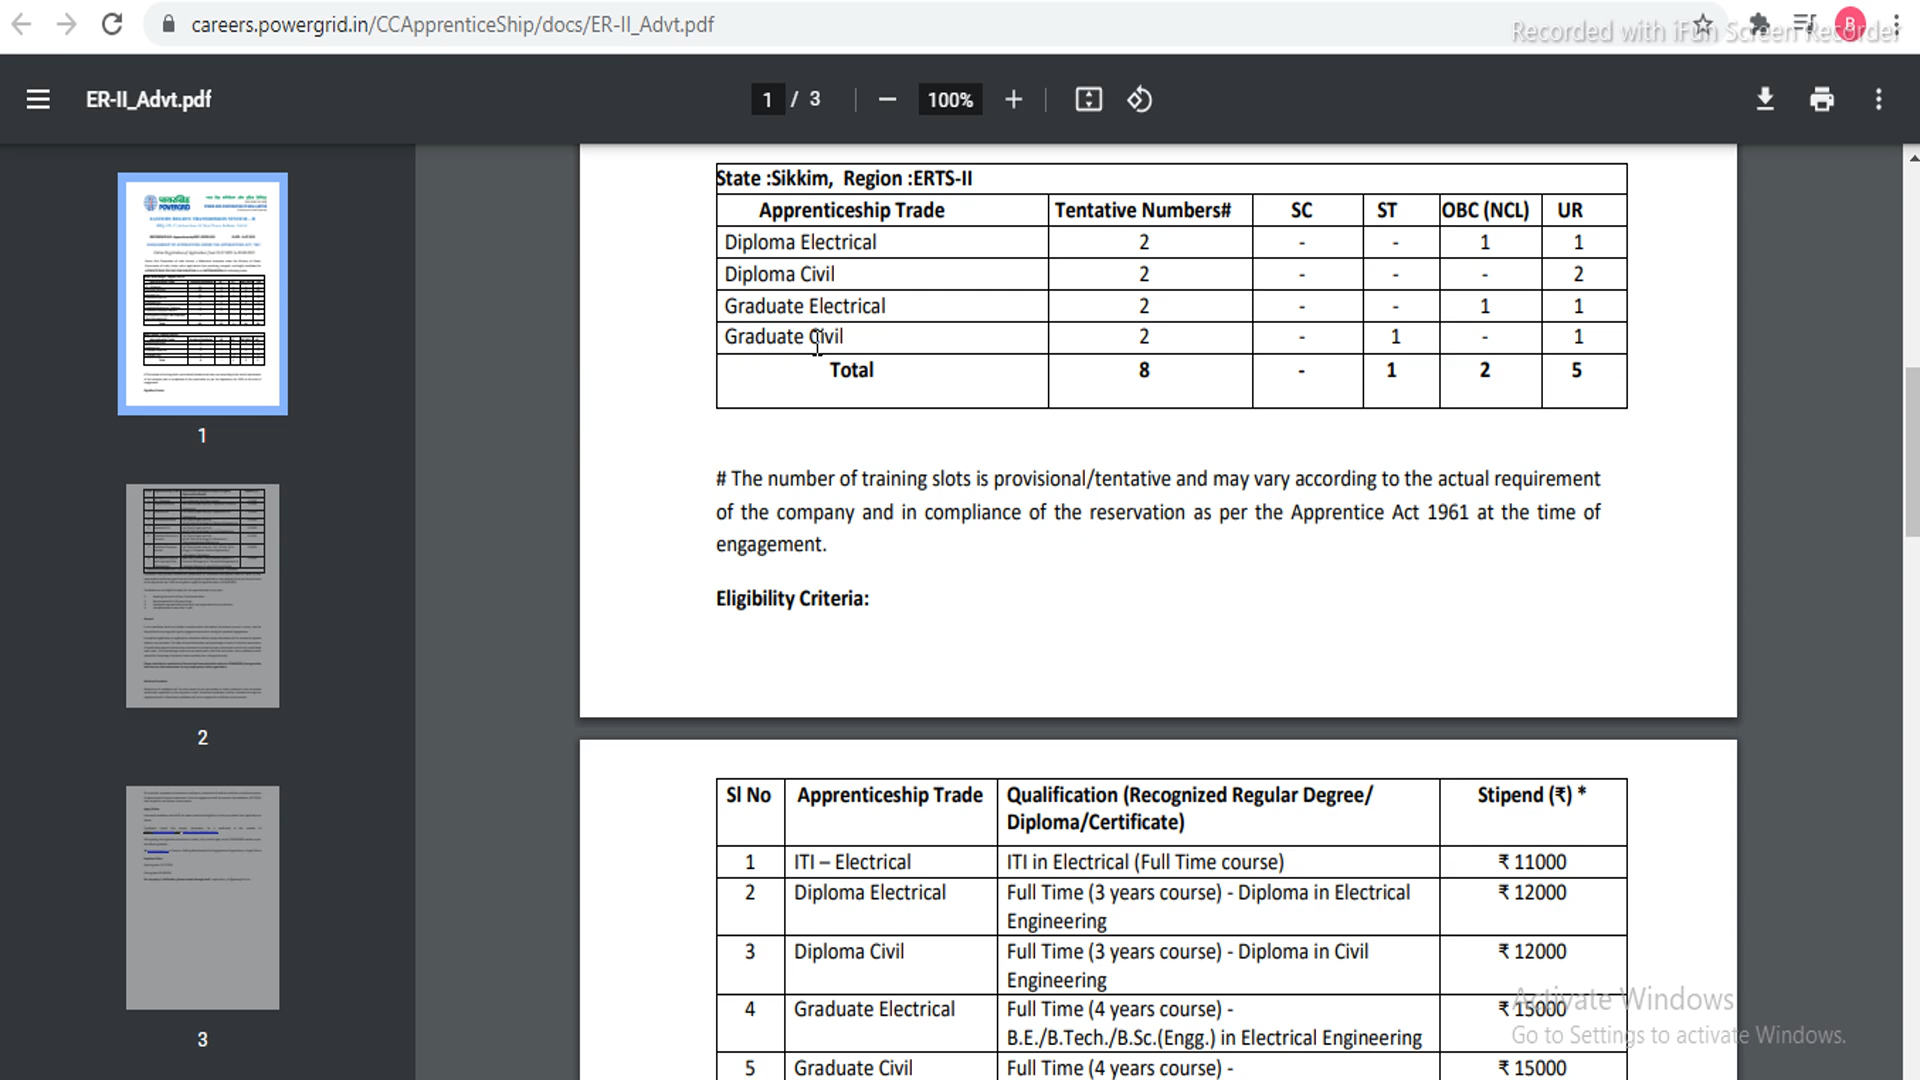 careers.powergrid.in/CCApprenticeShip/docs/ER-II_Advt.pdf
B
Recorded with iFun Screen Recorder
ER-II_Advt.pdf
1 / 3
100%
State :Sikkim, Region :ERTS-II
Apprenticeship Trade Tentative Numbers# SC ST OBC (NCL) UR
Diploma Electrical 2 - - 1 1
Diploma Civil 2 - - - 2
Graduate Electrical 2 - - 1 1
Graduate Civil 2 - 1 - 1
Total 8 - 1 2 5
# The number of training slots is provisional/tentative and may vary according to the actual requirement
of the company and in compliance of the reservation as per the Apprentice Act 1961 at the time of
engagement.
Eligibility Criteria:
Sl No Apprenticeship Trade Qualification (Recognized Regular Degree/ Stipend (₹) *
Diploma/Certificate)
1 ITI – Electrical ITI in Electrical (Full Time course) ₹ 11000
2 Diploma Electrical Full Time (3 years course) - Diploma in Electrical ₹ 12000
Engineering
3 Diploma Civil Full Time (3 years course) - Diploma in Civil ₹ 12000
Engineering
4 Graduate Electrical Full Time (4 years course) - ₹ 15000
B.E./B.Tech./B.Sc.(Engg.) in Electrical Engineering
5 Graduate Civil Full Time (4 years course) - ₹ 15000
1
2
3
Activate Windows
Go to Settings to activate Windows.